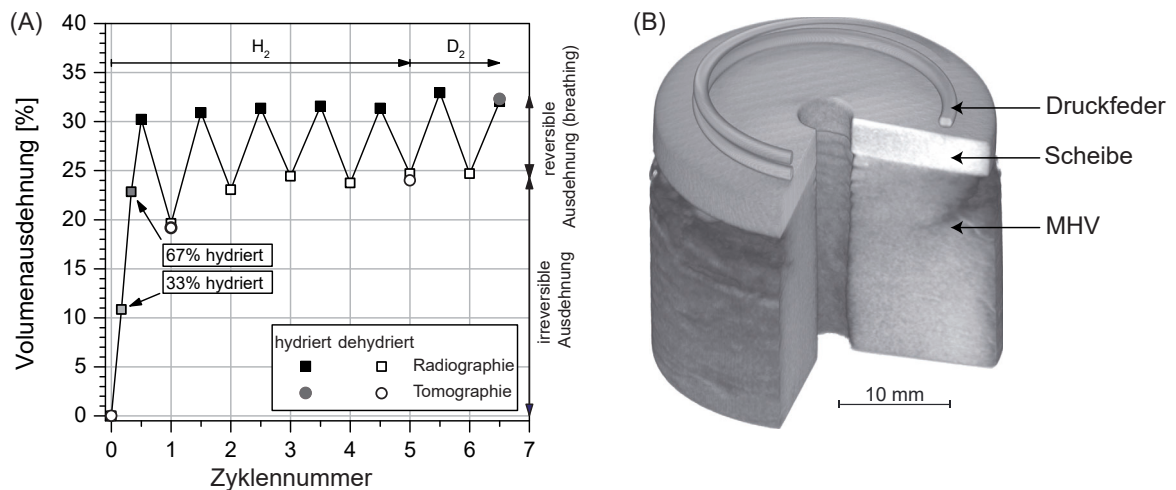 (A)
Volumenausdehnung [%]
40
35
30
25
20
15
10
5
0
H2
D2
67% hydriert
33% hydriert
hydriert dehydriert
Radiographie
Tomographie
0 1 2 3 4 5 6 7
Zyklennummer
reversible
Ausdehnung (breathing)
irreversible
Ausdehnung
(B)
Druckfeder
Scheibe
MHV
10 mm